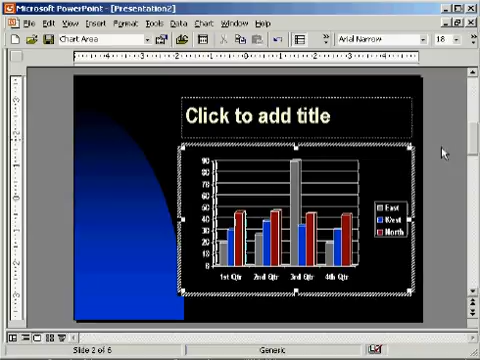 Microsoft PowerPoint - [Presentation2]
File Edit View Insert Format Tools Data Chart Window Help
Chart Area Arial Narrow 18
Click to add title
90
80
70
60
50
40
30
20
10
0
East
West
North
1st Qtr 2nd Qtr 3rd Qtr 4th Qtr
Slide 2 of 6 Generic